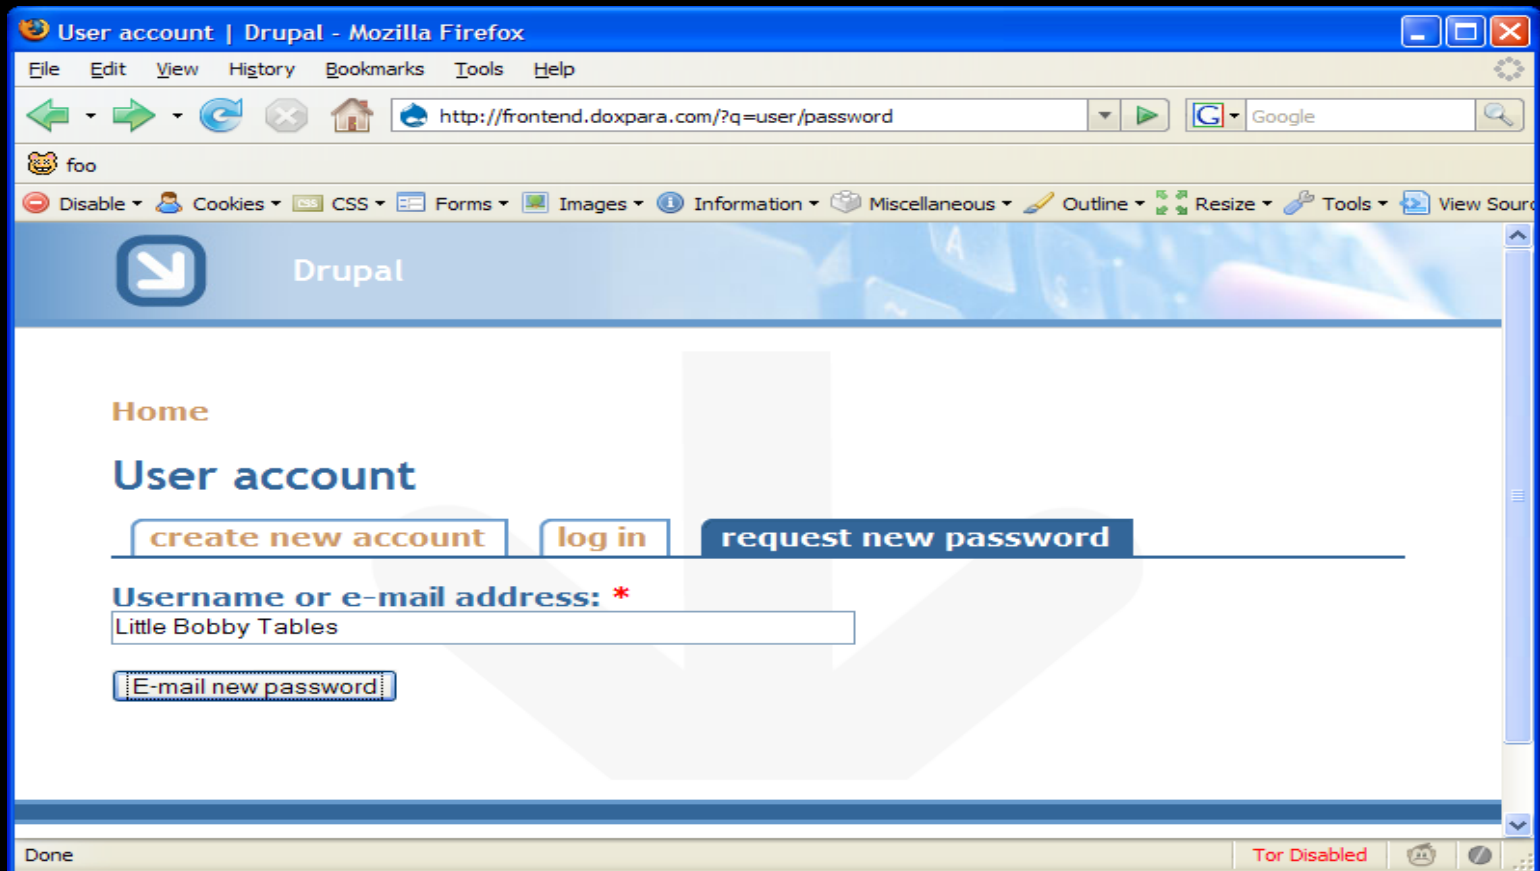 User account | Drupal - Mozilla Firefox
File Edit View History Bookmarks Tools Help
http://frontend.doxpara.com/?q=user/password G Google
foo
Disable Cookies CSS CSS Forms Images Information Miscellaneous Outline Resize Tools View Sourc
Drupal
Home
User account
create new account log in request new password
Username or e-mail address: *
Little Bobby Tables
E-mail new password
Done Tor Disabled